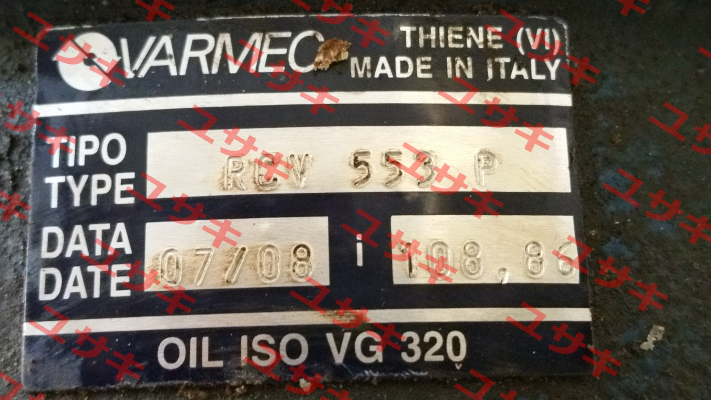 VARMEC
THIENE (VI)
MADE IN ITALY
TIPO
TYPE
RCV 553 P
DATA
DATE
07/08
i
108,86
OIL ISO VG 320
ユサキ